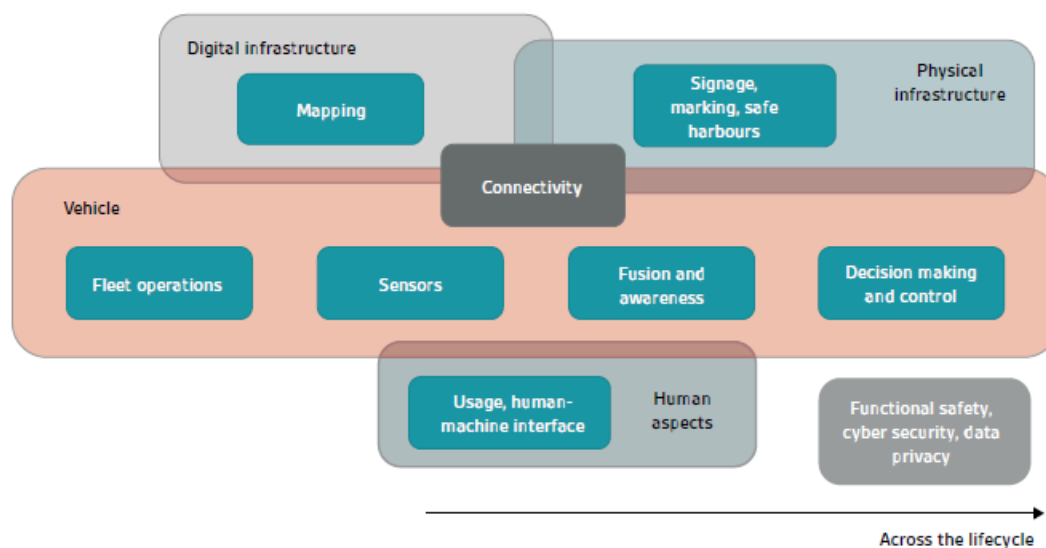 Digital infrastructure
Mapping
Signage,
marking, safe
harbours
Physical
infrastructure
Connectivity
Vehicle
Fleet operations
Sensors
Fusion and
awareness
Decision making
and control
Usage, human-
machine interface
Human
aspects
Functional safety,
cyber security, data
privacy
Across the lifecycle